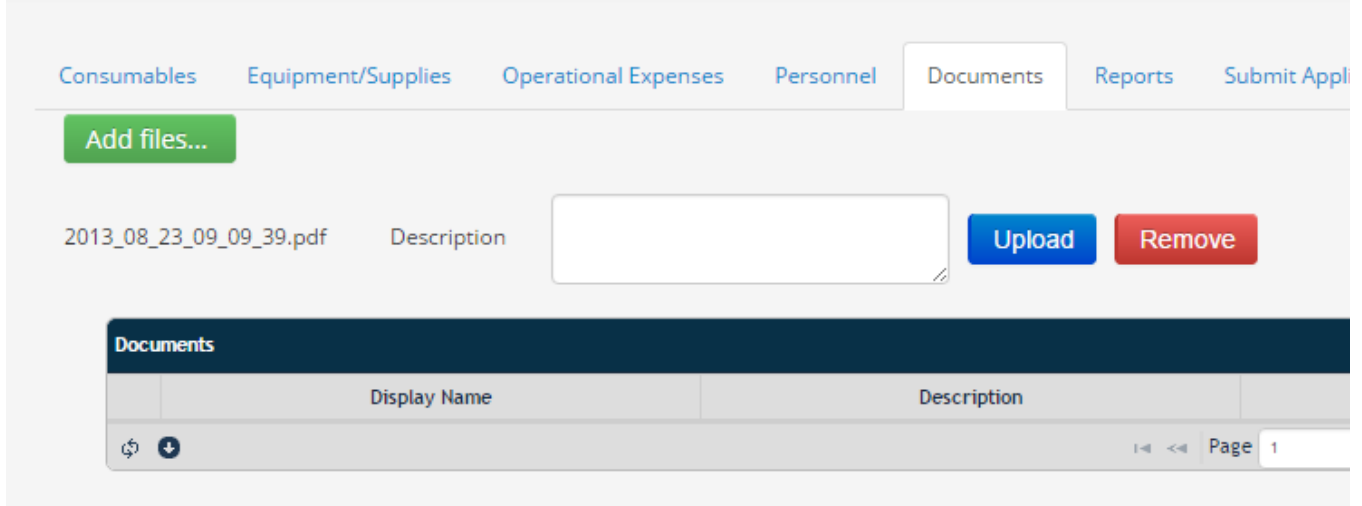 Consumables Equipment/Supplies Operational Expenses Personnel Documents Reports Submit Appli
Add files...
2013_08_23_09_09_39.pdf Description Upload Remove
Documents
Display Name Description
Page 1